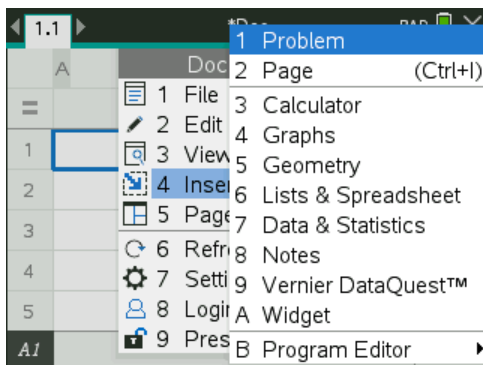 1.1
*Doc
RAD
A
1
2
3
4
5
A1
Doc
1 File
2 Edit
3 View
4 Inser
5 Page
6 Refr
7 Setti
8 Login
9 Pres
1 Problem
2 Page (Ctrl+I)
3 Calculator
4 Graphs
5 Geometry
6 Lists & Spreadsheet
7 Data & Statistics
8 Notes
9 Vernier DataQuest™
A Widget
B Program Editor